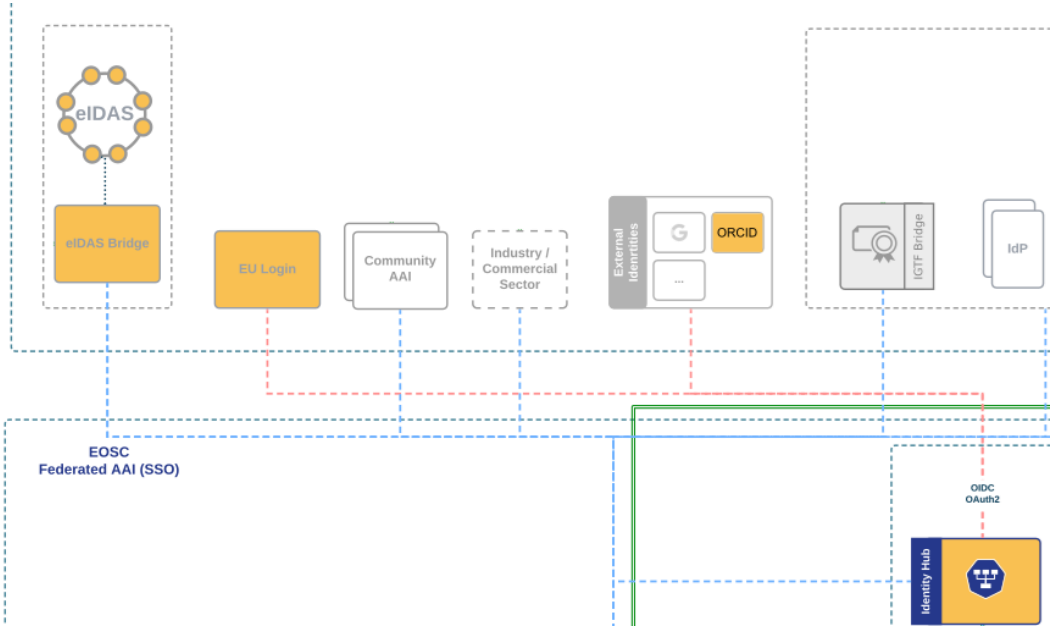 eIDAS
eIDAS Bridge
EU Login
Community
AAI
Industry /
Commercial
Sector
External
Idenrtities
G
ORCID
...
IGTF Bridge
IdP
EOSC
Federated AAI (SSO)
OIDC
OAuth2
Identity Hub